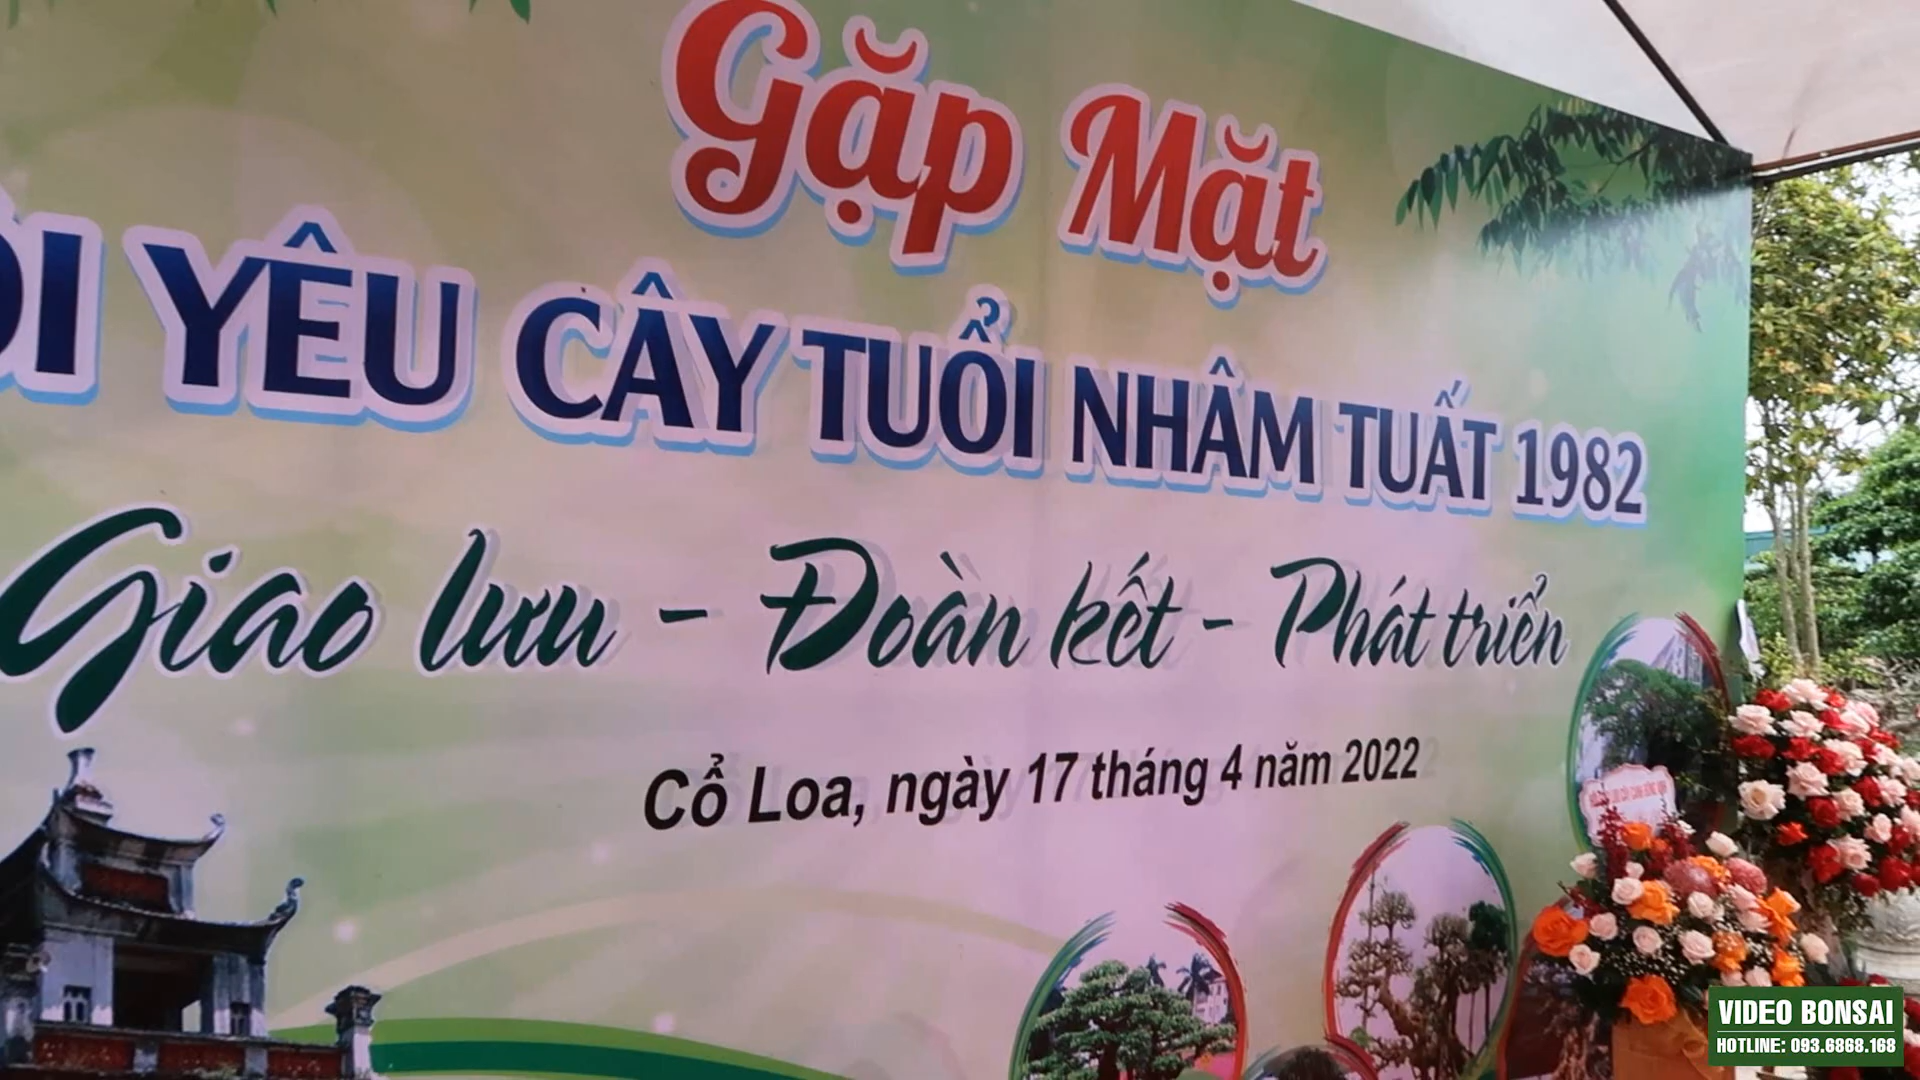 Gặp Mặt
ỘI YÊU CÂY TUỔI NHÂM TUẤT 1982
Giao lưu - Đoàn kết - Phát triển
Cổ Loa, ngày 17 tháng 4 năm 2022
VIDEO BONSAI
HOTLINE: 093.6868.168